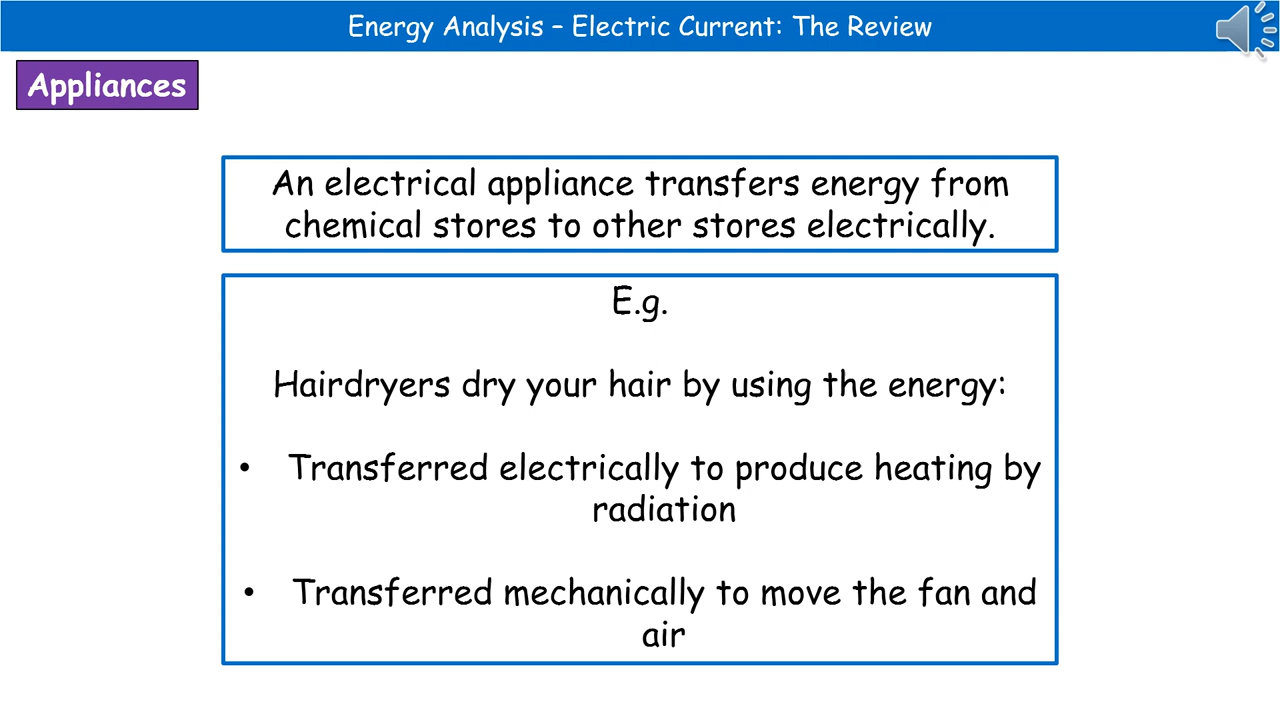 Energy Analysis – Electric Current: The Review
Appliances
An electrical appliance transfers energy from
chemical stores to other stores electrically.
E.g.
Hairdryers dry your hair by using the energy:
• Transferred electrically to produce heating by
radiation
• Transferred mechanically to move the fan and
air